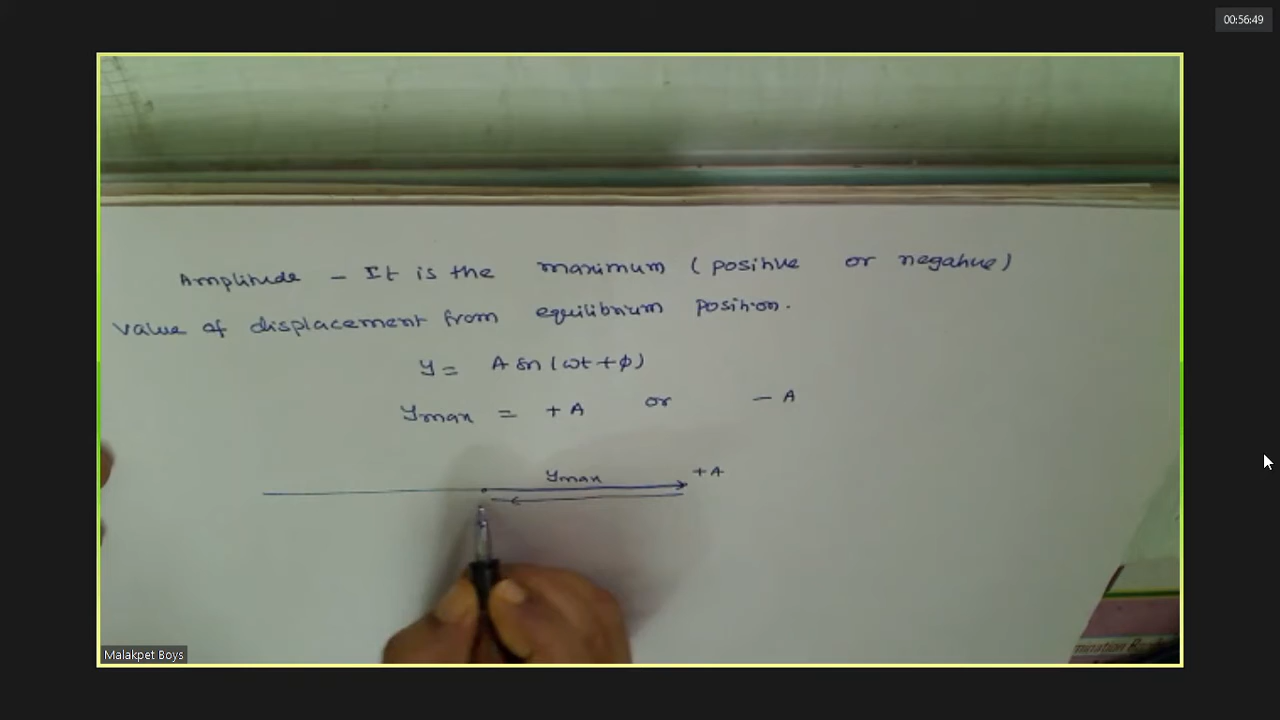 00:56:49
Amplitude - It is the maximum (positive or negative)
value of displacement from equilibrium position.
y = A sin (ωt + ϕ)
Ymax = + A or - A
Ymax +A
Malakpet Boys